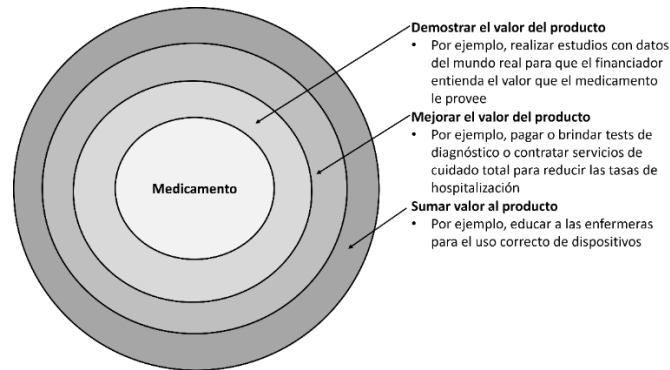 Demostrar el valor del producto
• Por ejemplo, realizar estudios con datos
del mundo real para que el financiador
entienda el valor que el medicamento
le provee
Mejorar el valor del producto
• Por ejemplo, pagar o brindar tests de
diagnóstico o contratar servicios de
cuidado total para reducir las tasas de
hospitalización
Sumar valor al producto
• Por ejemplo, educar a las enfermeras
para el uso correcto de dispositivos
Medicamento